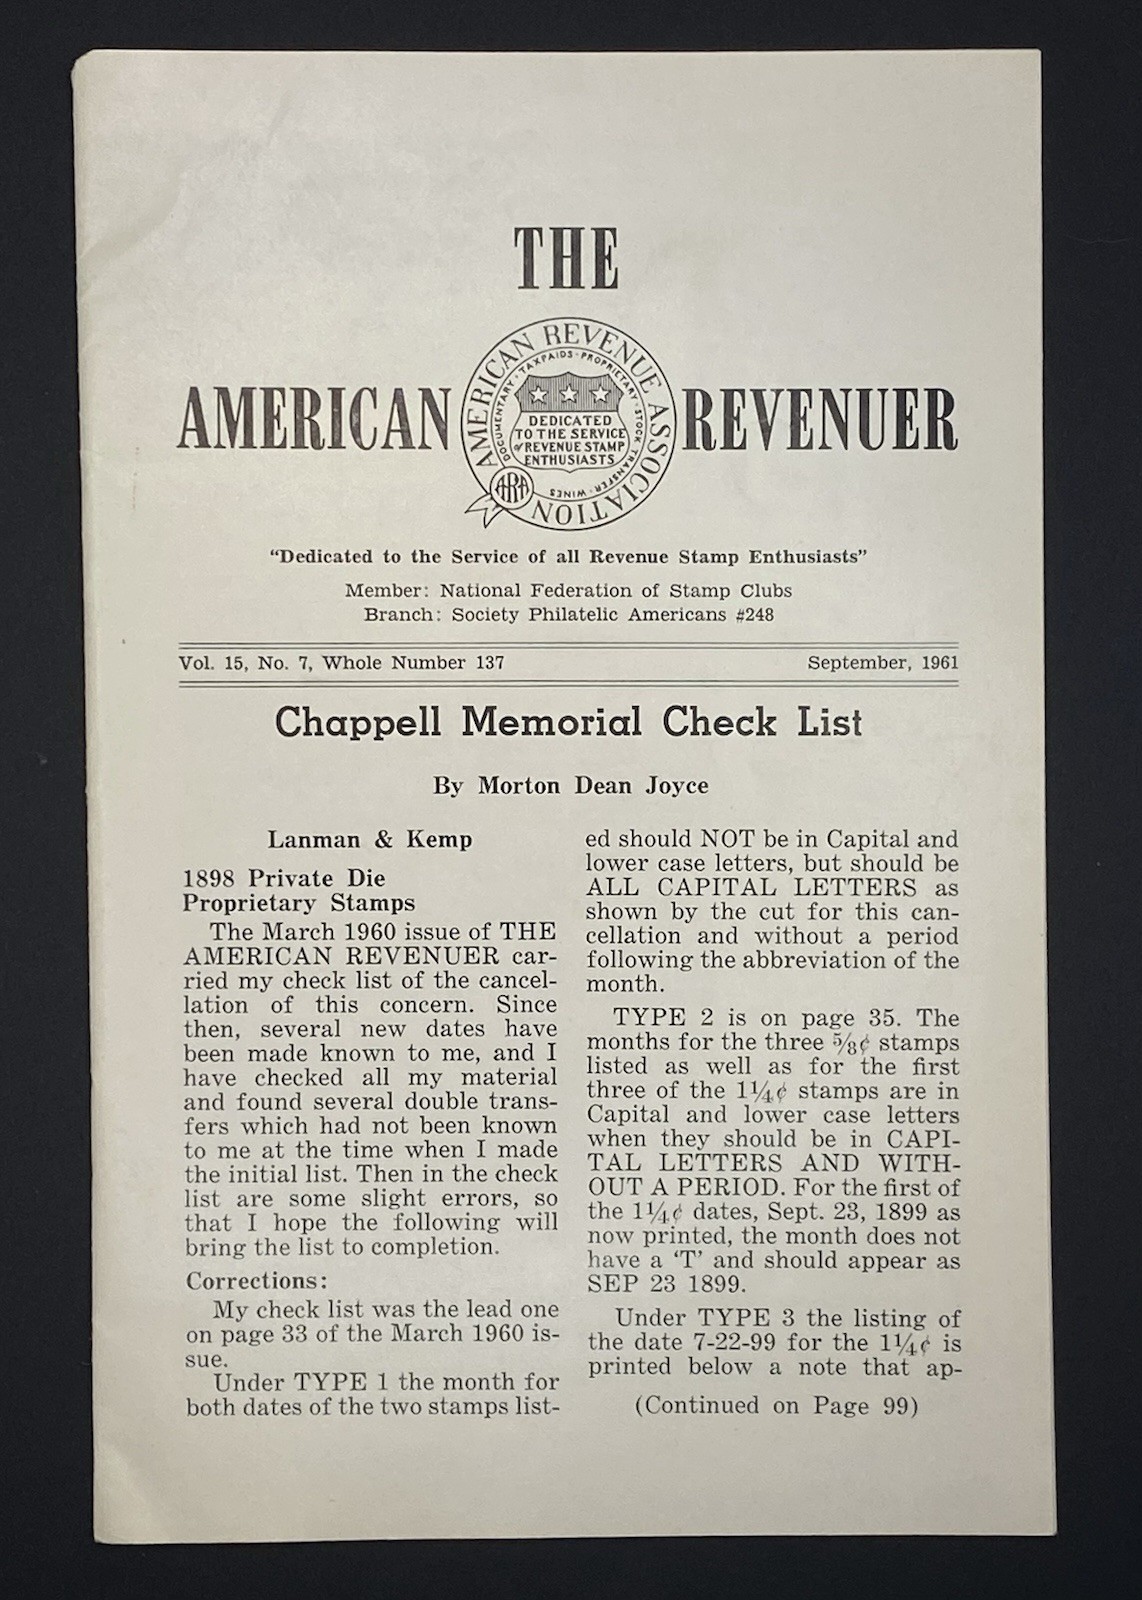 THE
AMERICAN REVENUER
AMERICAN REVENUE ASSOCIATION
DOCUMENTARY · TAXPAIDS · PROPRIETARY · STOCK TRANSFER · WINES
DEDICATED
TO THE SERVICE
of REVENUE STAMP
ENTHUSIASTS
ARA
"Dedicated to the Service of all Revenue Stamp Enthusiasts"
Member: National Federation of Stamp Clubs
Branch: Society Philatelic Americans #248
Vol. 15, No. 7, Whole Number 137 September, 1961
Chappell Memorial Check List
By Morton Dean Joyce
Lanman & Kemp
1898 Private Die
Proprietary Stamps
The March 1960 issue of THE
AMERICAN REVENUER car-
ried my check list of the cancel-
lation of this concern. Since
then, several new dates have
been made known to me, and I
have checked all my material
and found several double trans-
fers which had not been known
to me at the time when I made
the initial list. Then in the check
list are some slight errors, so
that I hope the following will
bring the list to completion.
Corrections:
My check list was the lead one
on page 33 of the March 1960 is-
sue.
Under TYPE 1 the month for
both dates of the two stamps list-
ed should NOT be in Capital and
lower case letters, but should be
ALL CAPITAL LETTERS as
shown by the cut for this can-
cellation and without a period
following the abbreviation of the
month.
TYPE 2 is on page 35. The
months for the three 5/8¢ stamps
listed as well as for the first
three of the 1¼¢ stamps are in
Capital and lower case letters
when they should be in CAPI-
TAL LETTERS AND WITH-
OUT A PERIOD. For the first of
the 1¼¢ dates, Sept. 23, 1899 as
now printed, the month does not
have a 'T' and should appear as
SEP 23 1899.
Under TYPE 3 the listing of
the date 7-22-99 for the 1¼¢ is
printed below a note that ap-
(Continued on Page 99)